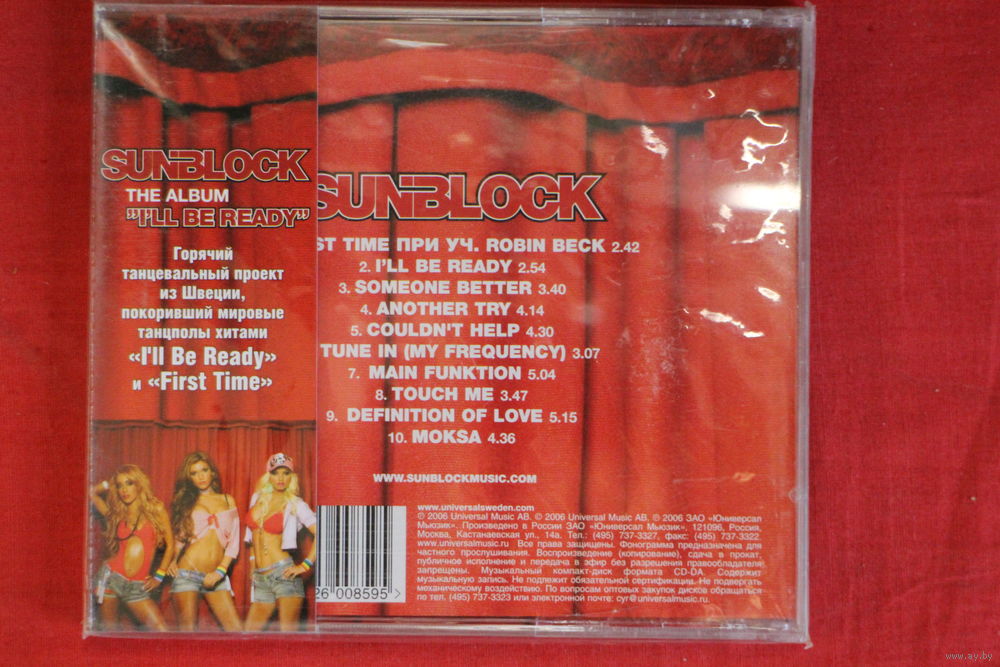 SUNBLOCK
THE ALBUM
"I'LL BE READY"
Горячий
танцевальный проект
из Швеции,
покоривший мировые
танцполы хитами
«I'll Be Ready»
и «First Time»
SUNBLOCK
ST TIME ПРИ УЧ. ROBIN BECK 2.42
2. I'LL BE READY 2.54
3. SOMEONE BETTER 3.40
4. ANOTHER TRY 4.14
5. COULDN'T HELP 4.30
TUNE IN (MY FREQUENCY) 3.07
7. MAIN FUNKTION 5.04
8. TOUCH ME 3.47
9. DEFINITION OF LOVE 5.15
10. MOKSA 4.36
WWW.SUNBLOCKMUSIC.COM
www.universalsweden.com
℗ 2006 Universal Music AB. © 2006 Universal Music AB. © 2006 ЗАО «Юниверсал
Мьюзик». Произведено в России ЗАО «Юниверсал Мьюзик», 121096, Россия,
Москва, Кастанаевская ул., 14а. Тел.: (495) 737-3327, факс: (495) 737-3322.
www.universalmusic.ru Все права защищены. Фонограмма предназначена для
частного прослушивания. Воспроизведение (копирование), сдача в прокат,
публичное исполнение и передача в эфир без разрешения правообладателя
запрещены. Музыкальный компакт-диск формата CD-DA. Содержит
музыкальную запись. Не подлежит обязательной сертификации. Не подвергать
механическому воздействию. По вопросам оптовых закупок дисков обращаться
по тел. (495) 737-3323 или электронной почте: cyr@universalmusic.ru.
26 008595 >
www.ay.by